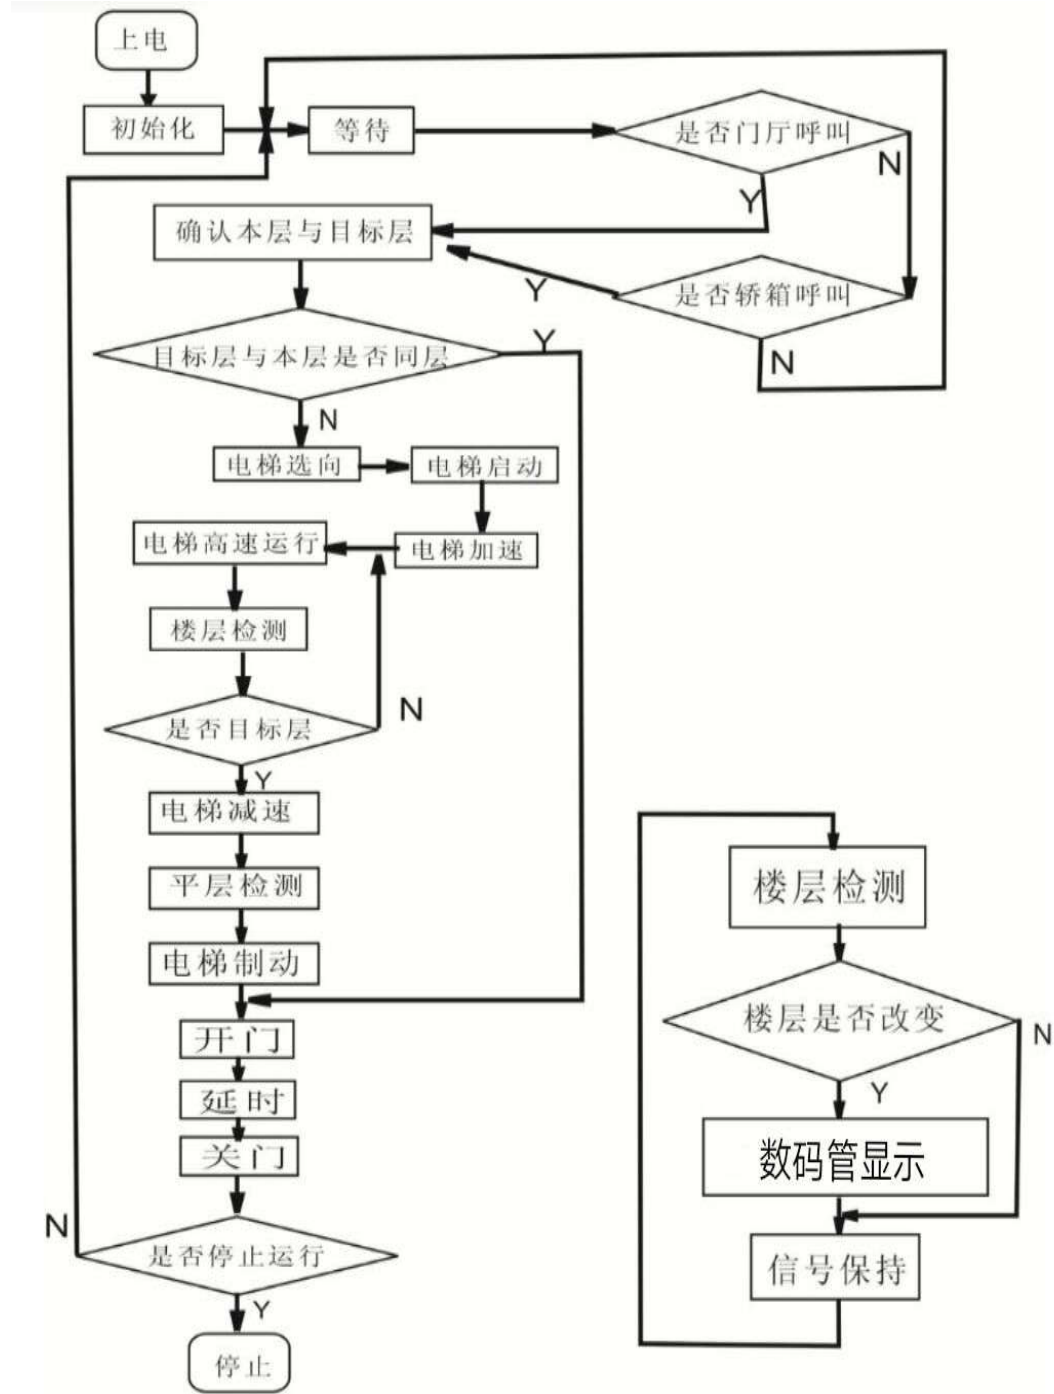 上电
初始化
等待
是否门厅呼叫
N
Y
确认本层与目标层
是否轿箱呼叫
Y
N
目标层与本层是否同层
Y
N
电梯选向
电梯启动
电梯高速运行
电梯加速
楼层检测
是否目标层
N
Y
电梯减速
平层检测
电梯制动
开门
延时
关门
N
是否停止运行
Y
停止
楼层检测
楼层是否改变
N
Y
数码管显示
信号保持